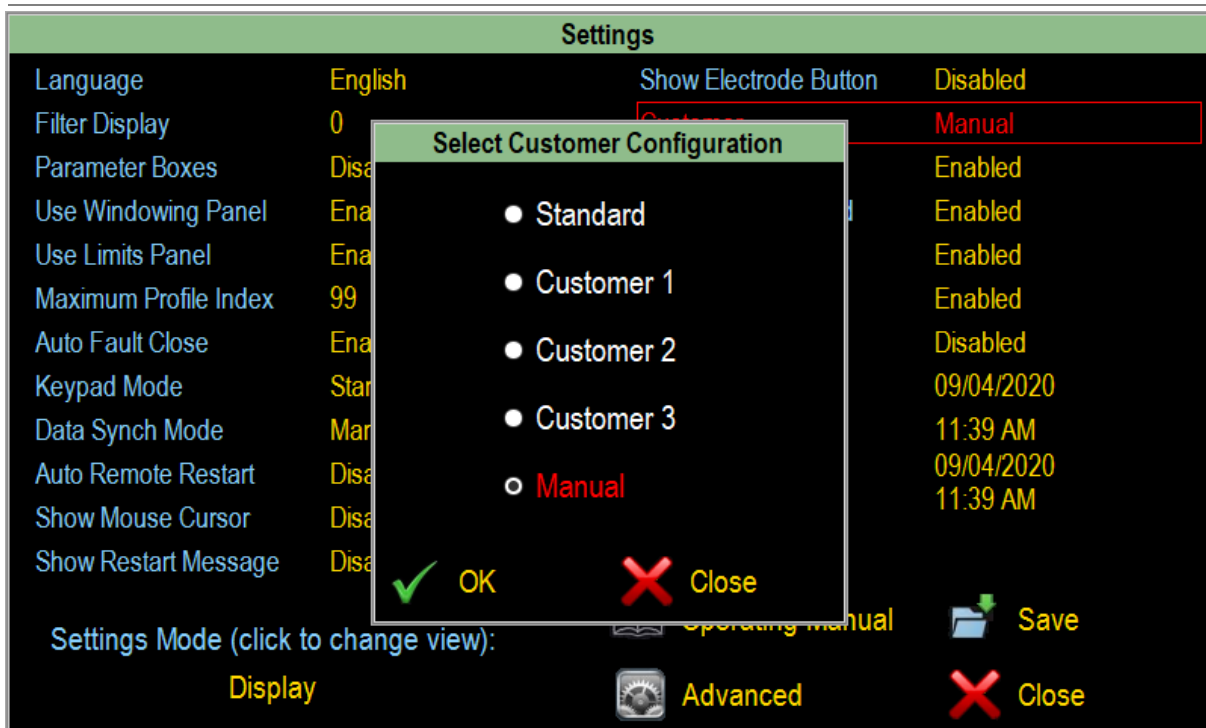 Settings
Language English Show Electrode Button Disabled
Filter Display 0 Customer Manual
Select Customer Configuration
Parameter Boxes Enabled
Use Windowing Panel Enabled
Use Limits Panel Enabled
Maximum Profile Index 99 Enabled
Auto Fault Close Disabled
Keypad Mode 09/04/2020
Data Synch Mode 11:39 AM
Auto Remote Restart 09/04/2020
11:39 AM
Show Mouse Cursor
Show Restart Message
Standard
Customer 1
Customer 2
Customer 3
Manual
OK Close
Settings Mode (click to change view):
Display
Operating Manual Save
Advanced Close